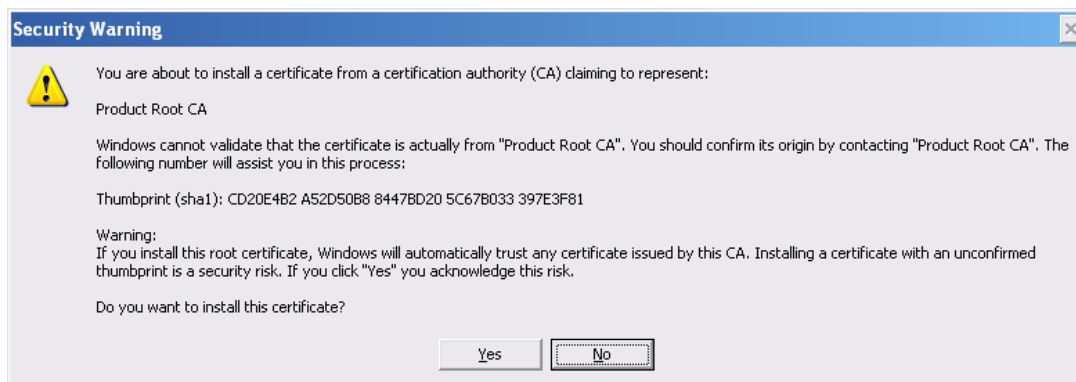 Security Warning
You are about to install a certificate from a certification authority (CA) claiming to represent:
Product Root CA
Windows cannot validate that the certificate is actually from "Product Root CA". You should confirm its origin by contacting "Product Root CA". The
following number will assist you in this process:
Thumbprint (sha1): CD20E4B2 A52D50B8 8447BD20 5C67B033 397E3F81
Warning:
If you install this root certificate, Windows will automatically trust any certificate issued by this CA. Installing a certificate with an unconfirmed
thumbprint is a security risk. If you click "Yes" you acknowledge this risk.
Do you want to install this certificate?
Yes
No